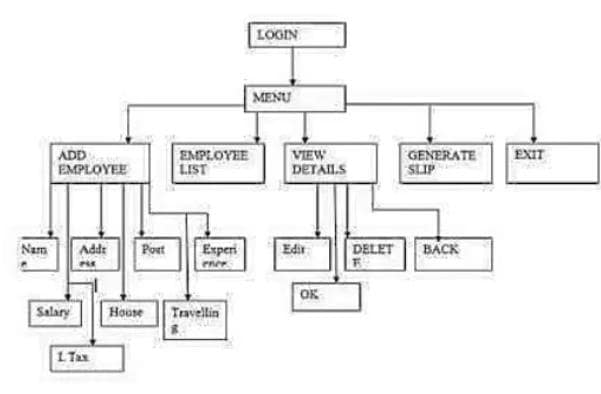 LOGIN
MENU
ADD
EMPLOYEE
EMPLOYEE
LIST
VIEW
DETAILS
GENERATE
SLIP
EXIT
Nam
e
Addr
ess
Post
Experi
ence
Edit
DELET
E
BACK
OK
Salary
House
Travellin
g
I. Tax